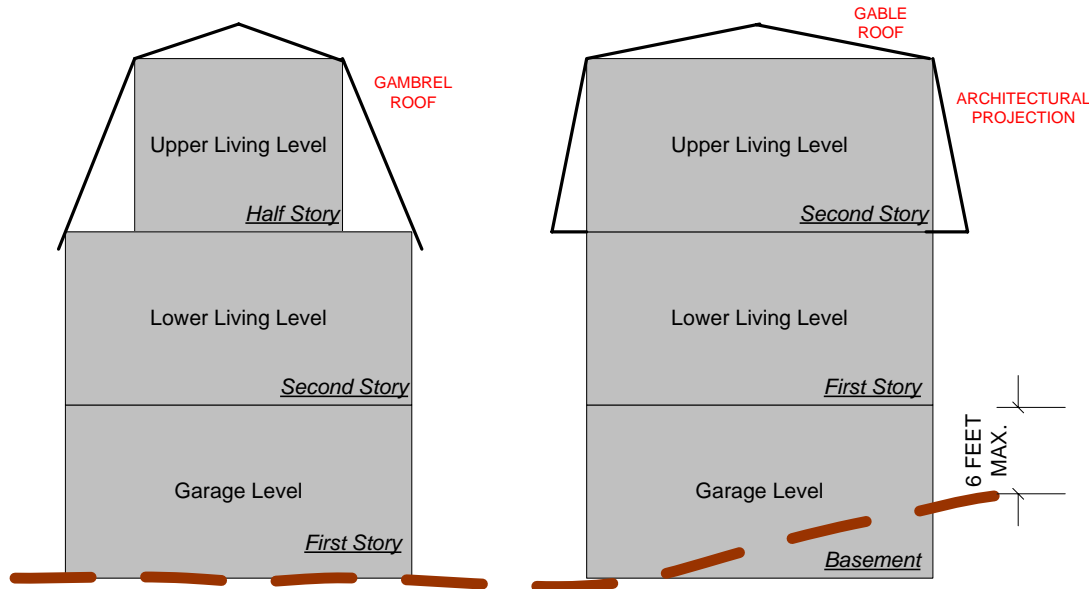 GAMBREL
ROOF
Upper Living Level
Half Story
Lower Living Level
Second Story
Garage Level
First Story
GABLE
ROOF
ARCHITECTURAL
PROJECTION
Upper Living Level
Second Story
Lower Living Level
First Story
6 FEET
MAX.
Garage Level
Basement